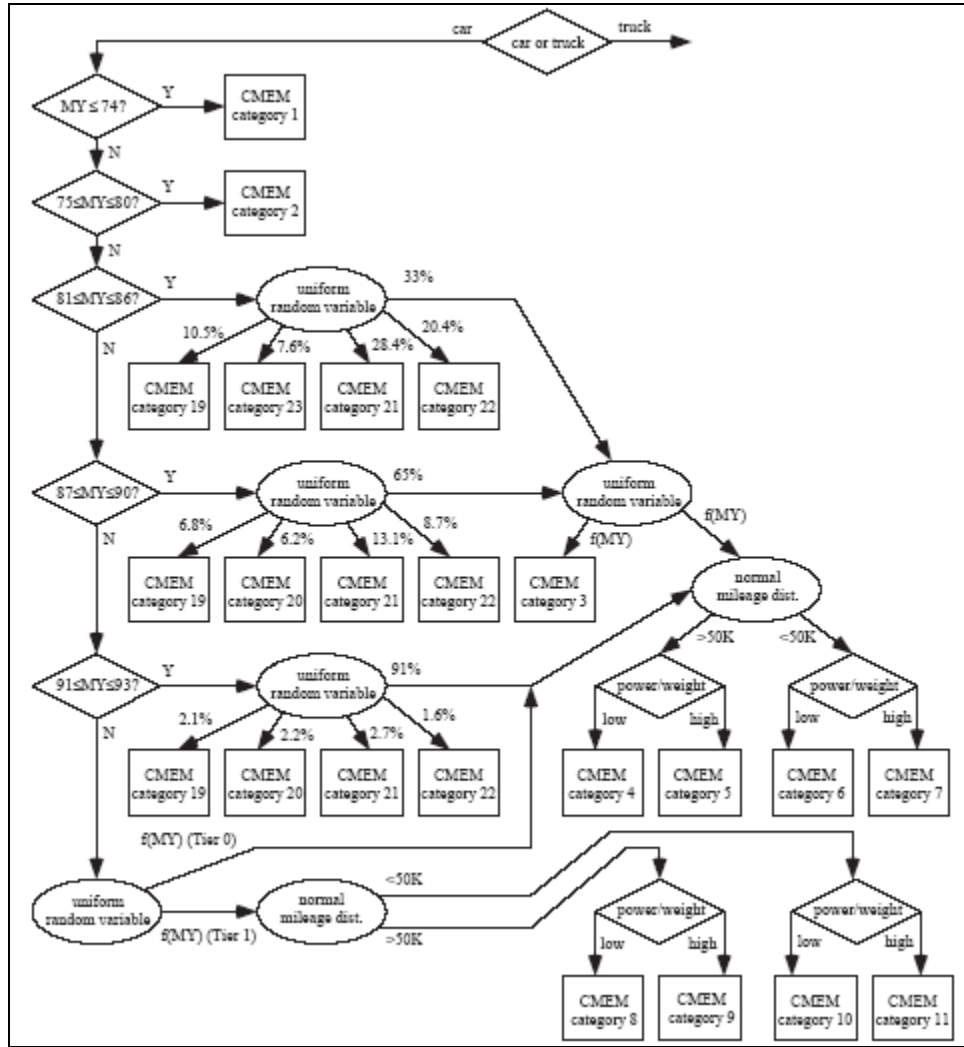 car
car or truck
truck
MY ≤ 74?
Y
CMEM
category 1
N
75≤MY≤80?
Y
CMEM
category 2
N
81≤MY≤86?
Y
uniform
random variable
33%
10.5%
7.6%
28.4%
20.4%
N
CMEM
category 19
CMEM
category 23
CMEM
category 21
CMEM
category 22
87≤MY≤90?
Y
uniform
random variable
65%
uniform
random variable
6.8%
6.2%
13.1%
8.7%
f(MY)
f(MY)
N
CMEM
category 19
CMEM
category 20
CMEM
category 21
CMEM
category 22
CMEM
category 3
normal
mileage dist.
>50K
<50K
91≤MY≤93?
Y
uniform
random variable
91%
power/weight
power/weight
2.1%
2.2%
2.7%
1.6%
low
high
low
high
N
CMEM
category 19
CMEM
category 20
CMEM
category 21
CMEM
category 22
CMEM
category 4
CMEM
category 5
CMEM
category 6
CMEM
category 7
f(MY) (Tier 0)
uniform
random variable
f(MY) (Tier 1)
normal
mileage dist.
<50K
>50K
power/weight
power/weight
low
high
low
high
CMEM
category 8
CMEM
category 9
CMEM
category 10
CMEM
category 11